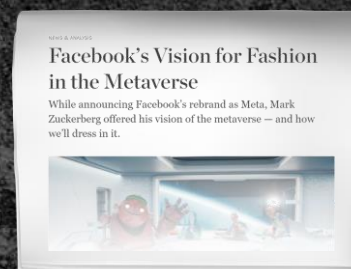 NEWS & ANALYSIS
Facebook's Vision for Fashion
in the Metaverse
While announcing Facebook's rebrand as Meta, Mark
Zuckerberg offered his vision of the metaverse — and how
we'll dress in it.